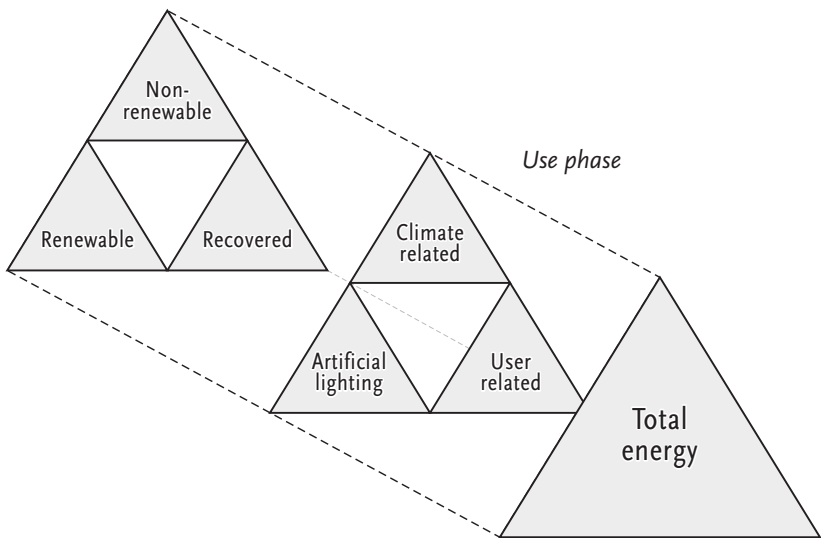 Non-
renewable
Renewable
Recovered
Use phase
Climate
related
Artificial
lighting
User
related
Total
energy